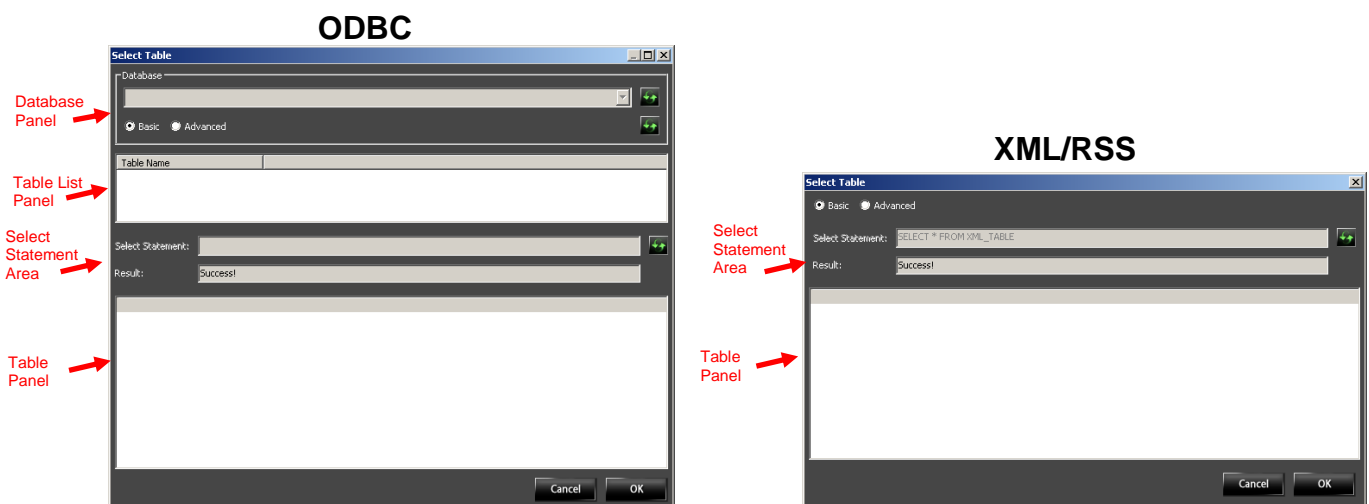 ODBC
Select Table
Database
Database
Panel
Basic Advanced
Table Name
Table List
Panel
Select
Statement
Area
Select Statement:
Result: Success!
Table
Panel
Cancel OK
XML/RSS
Select Table
Basic Advanced
Select
Statement
Area
Select Statement: SELECT * FROM XML_TABLE
Result: Success!
Table
Panel
Cancel OK